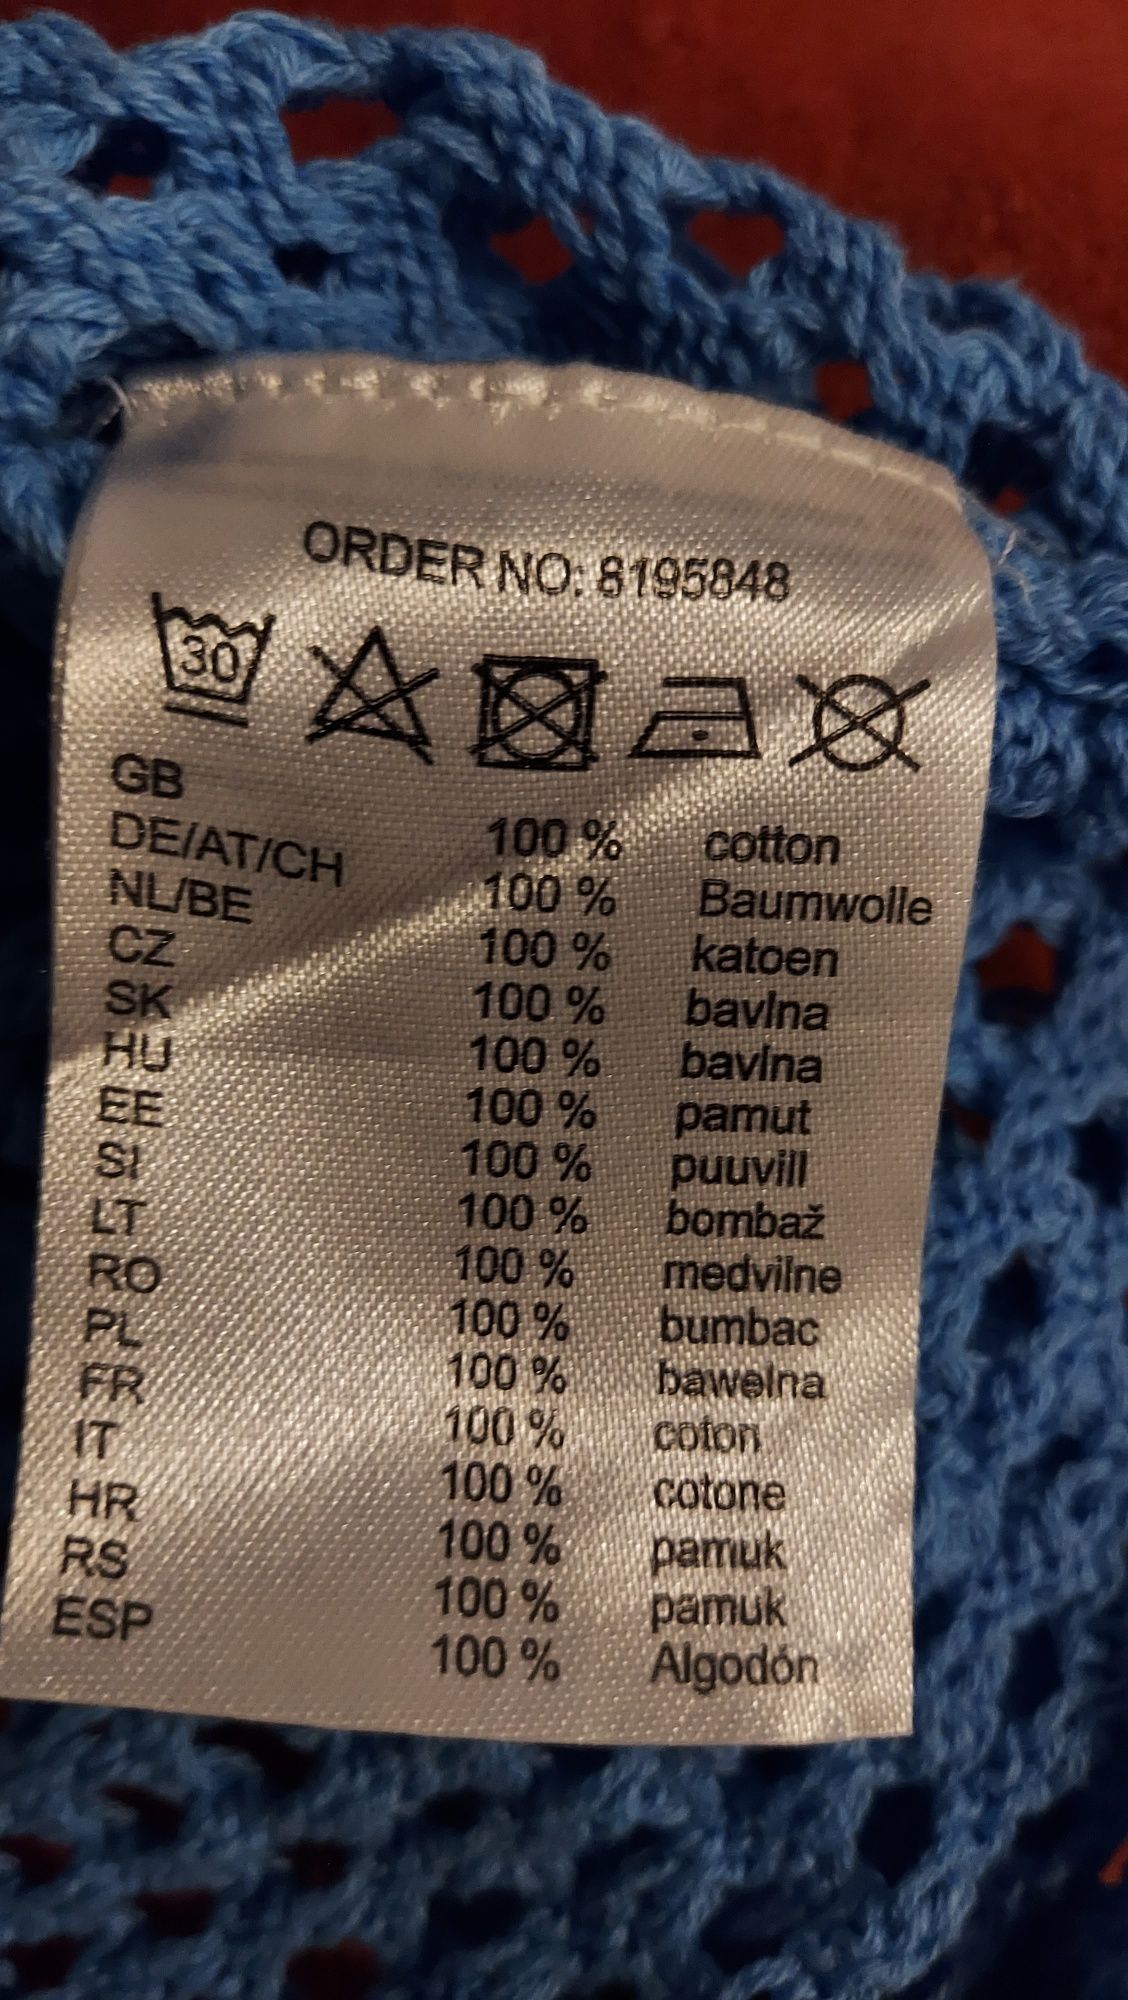 ORDER NO: 8195848
30
GB 100 % cotton
DE/AT/CH 100 % Baumwolle
NL/BE 100 % katoen
CZ 100 % bavlna
SK 100 % bavlna
HU 100 % pamut
EE 100 % puuvill
SI 100 % bombaž
LT 100 % medvilne
RO 100 % bumbac
PL 100 % bawelna
FR 100 % coton
IT 100 % cotone
HR 100 % pamuk
RS 100 % pamuk
ESP 100 % Algodón